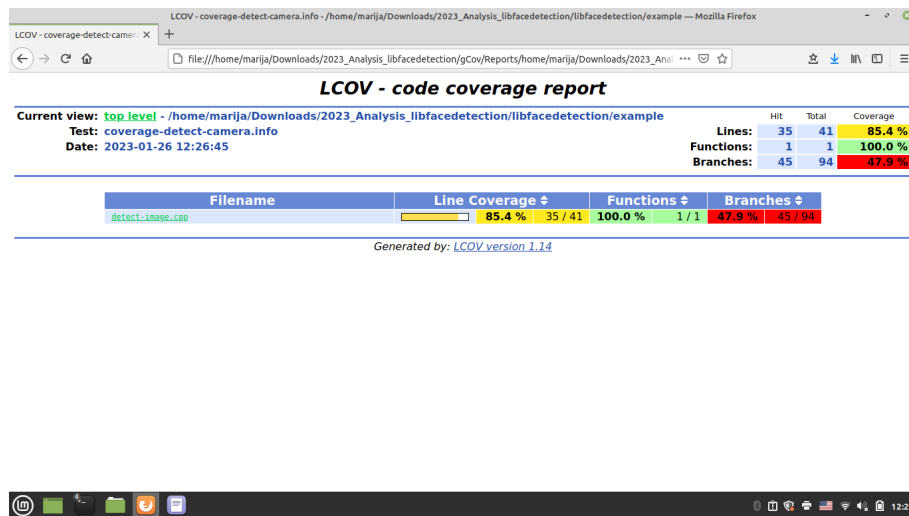 LCOV - coverage-detect-camera.info - /home/marija/Downloads/2023_Analysis_libfacedetection/libfacedetection/example — Mozilla Firefox
LCOV - coverage-detect-camer
file:///home/marija/Downloads/2023_Analysis_libfacedetection/gCov/Reports/home/marija/Downloads/2023_Anal
LCOV - code coverage report
Current view: top level - /home/marija/Downloads/2023_Analysis_libfacedetection/libfacedetection/example
Hit Total Coverage
Test: coverage-detect-camera.info
Lines: 35 41 85.4 %
Date: 2023-01-26 12:26:45
Functions: 1 1 100.0 %
Branches: 45 94 47.9 %
Filename Line Coverage Functions Branches
detect-image.cpp 85.4 % 35 / 41 100.0 % 1 / 1 47.9 % 45 / 94
Generated by: LCOV version 1.14
4
12:2